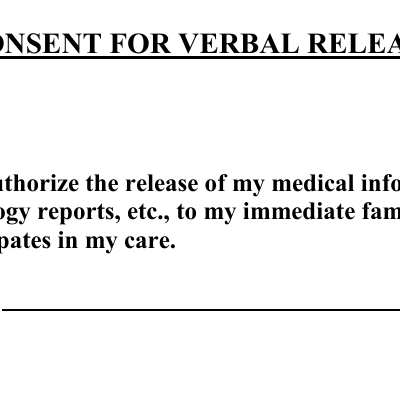 ONSENT FOR VERBAL RELEA
uthorize the release of my medical info
ogy reports, etc., to my immediate fam
pates in my care.